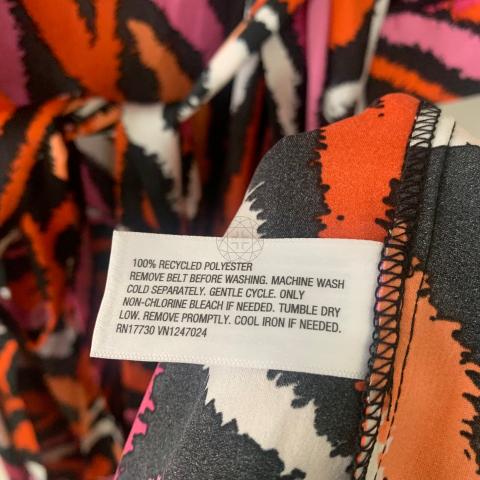 100% RECYCLED POLYESTER
REMOVE BELT BEFORE WASHING. MACHINE WASH
COLD SEPARATELY. GENTLE CYCLE. ONLY
NON-CHLORINE BLEACH IF NEEDED. TUMBLE DRY
LOW. REMOVE PROMPTLY. COOL IRON IF NEEDED.
RN17730 VN1247024